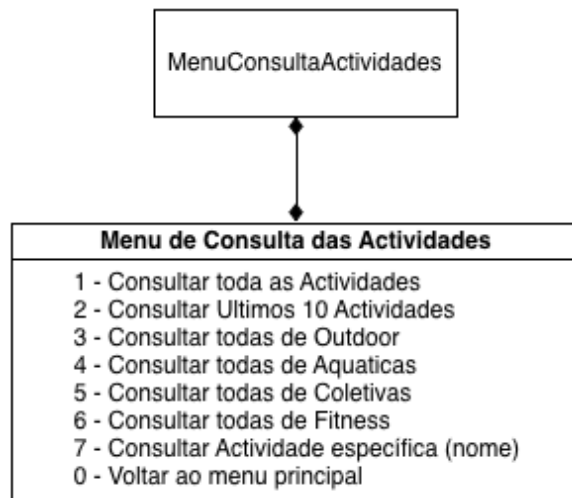 MenuConsultaActividades
Menu de Consulta das Actividades
1 - Consultar toda as Actividades
2 - Consultar Ultimos 10 Actividades
3 - Consultar todas de Outdoor
4 - Consultar todas de Aquaticas
5 - Consultar todas de Coletivas
6 - Consultar todas de Fitness
7 - Consultar Actividade específica (nome)
0 - Voltar ao menu principal